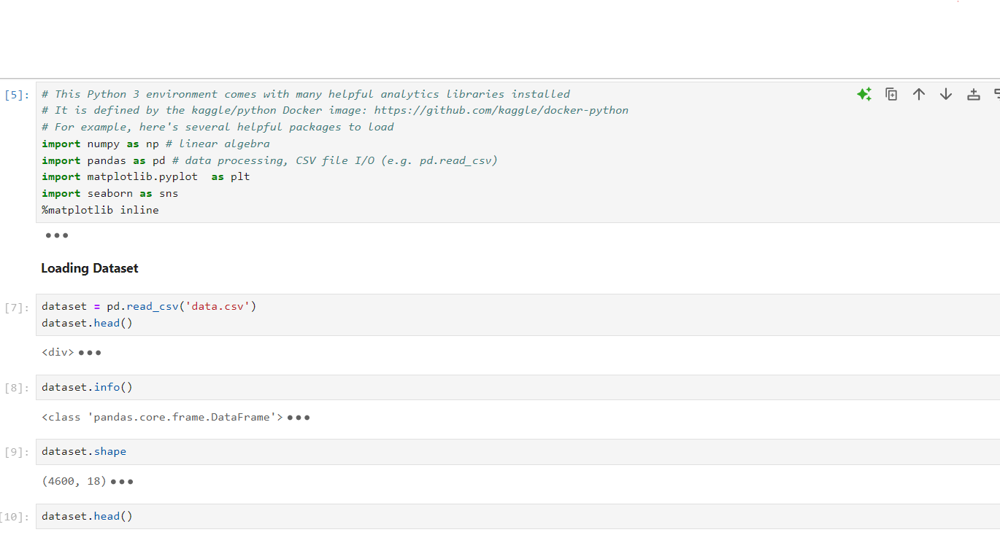 [5]: # This Python 3 environment comes with many helpful analytics libraries installed
# It is defined by the kaggle/python Docker image: https://github.com/kaggle/docker-python
# For example, here's several helpful packages to load
import numpy as np # linear algebra
import pandas as pd # data processing, CSV file I/O (e.g. pd.read_csv)
import matplotlib.pyplot  as plt
import seaborn as sns
%matplotlib inline
•••
Loading Dataset
[7]: dataset = pd.read_csv('data.csv')
dataset.head()
<div> •••
[8]: dataset.info()
<class 'pandas.core.frame.DataFrame'> •••
[9]: dataset.shape
(4600, 18) •••
[10]: dataset.head()